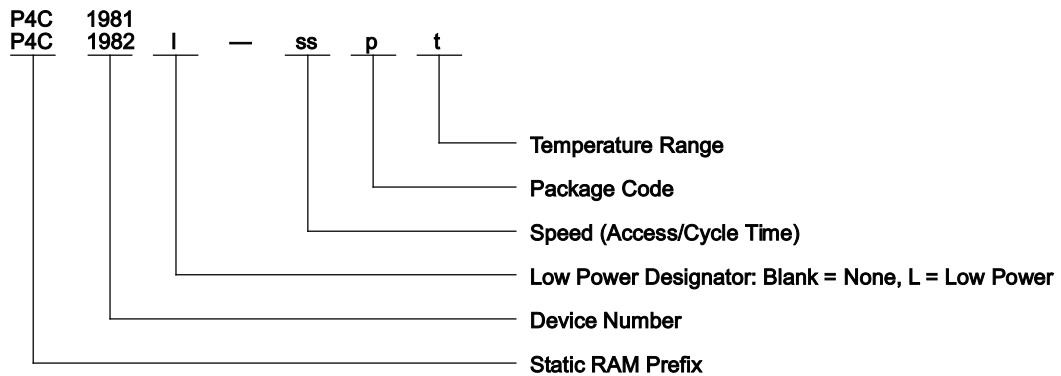 P4C 1981
P4C 1982 l — ss p t
Temperature Range
Package Code
Speed (Access/Cycle Time)
Low Power Designator: Blank = None, L = Low Power
Device Number
Static RAM Prefix